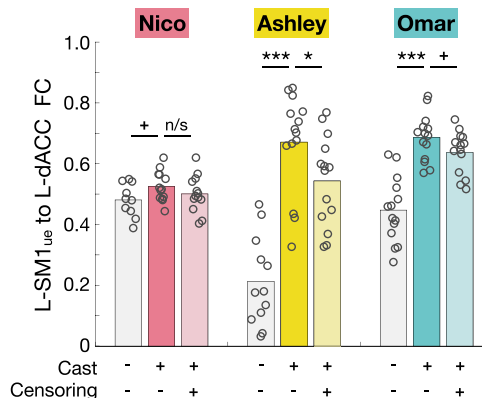 Nico Ashley Omar
*** * *** +
+ n/s
L-SM1ue to L-dACC FC
1.0
0.8
0.6
0.4
0.2
0
Cast - + + - + + - + +
Censoring - - + - - + - - +